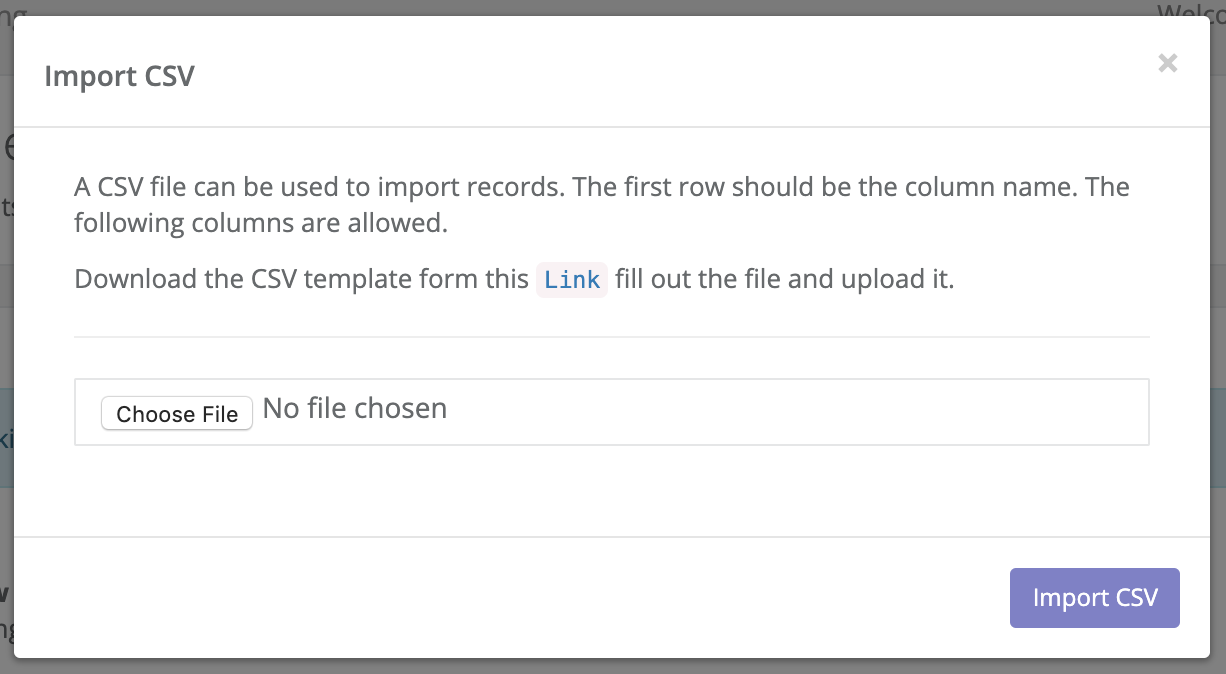 Import CSV
×
A CSV file can be used to import records. The first row should be the column name. The
following columns are allowed.
Download the CSV template form this Link fill out the file and upload it.
Choose File No file chosen
Import CSV